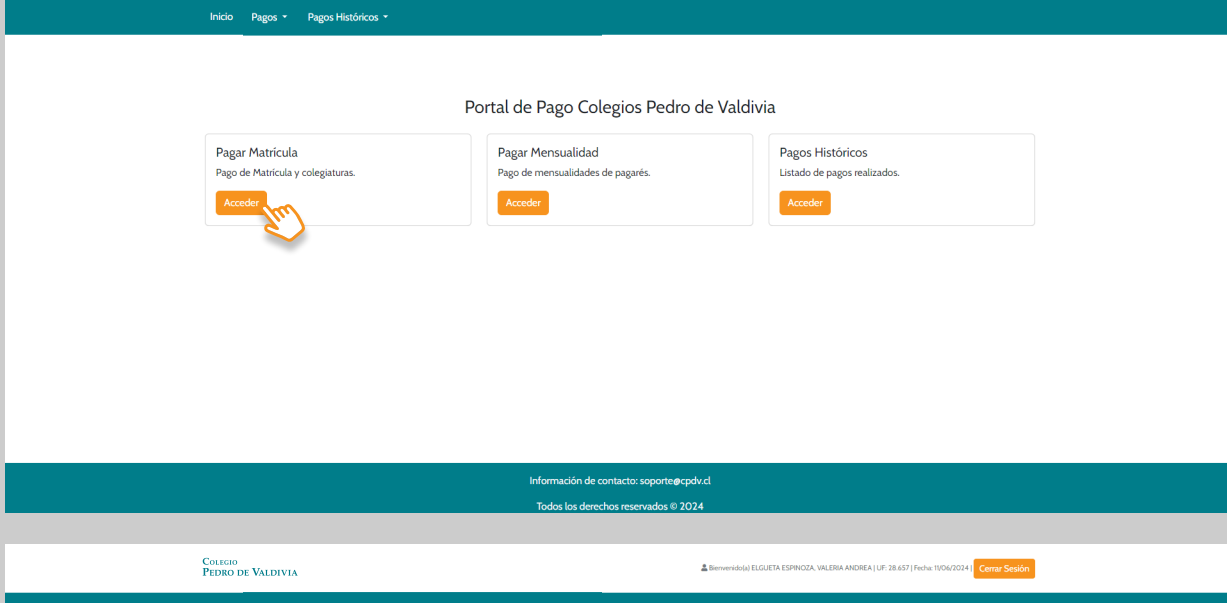 Inicio Pagos Pagos Históricos
Portal de Pago Colegios Pedro de Valdivia
Pagar Matrícula
Pago de Matrícula y colegiaturas.
Acceder
Pagar Mensualidad
Pago de mensualidades de pagarés.
Acceder
Pagos Históricos
Listado de pagos realizados.
Acceder
Información de contacto: soporte@cpdv.cl
Todos los derechos reservados © 2024
COLEGIO
PEDRO DE VALDIVIA
Bienvenido(a) ELGUETA ESPINOZA, VALERIA ANDREA | UF: 28.657 | Fecha: 11/06/2024 | Cerrar Sesión